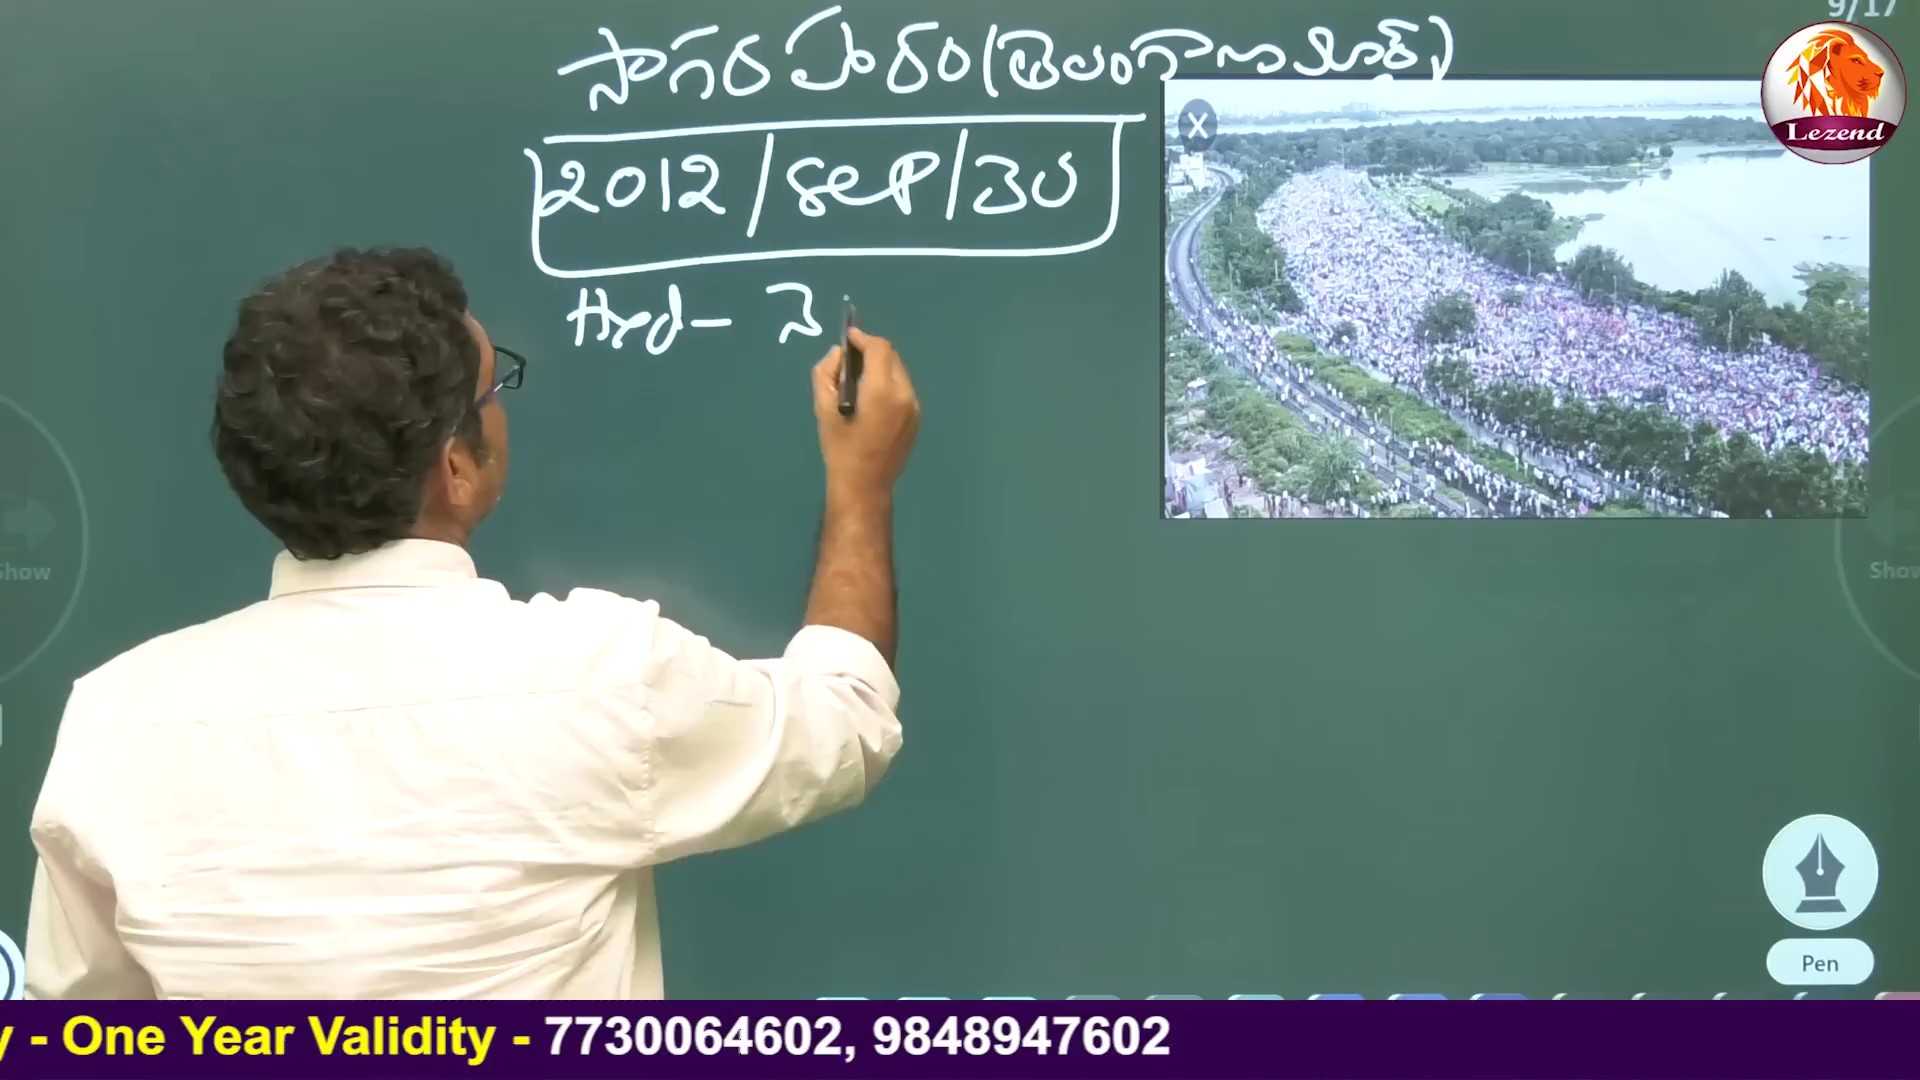 9/17
సాగరహారం (తెలంగాణ మార్చ్)
Lezend
2012/SEP/30
Hyd- నె
Show
Show
Pen
y - One Year Validity - 7730064602, 9848947602